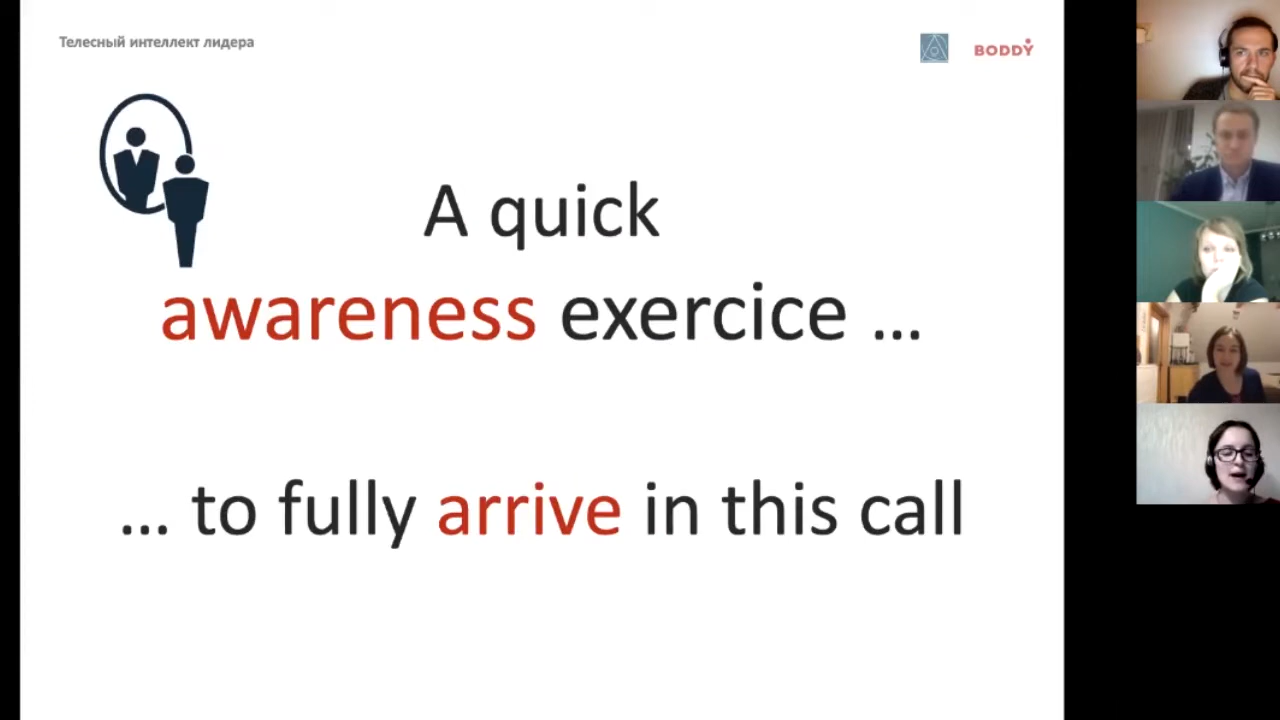 Телесный интеллект лидера
BODDY
A quick
awareness exercice ...
... to fully arrive in this call